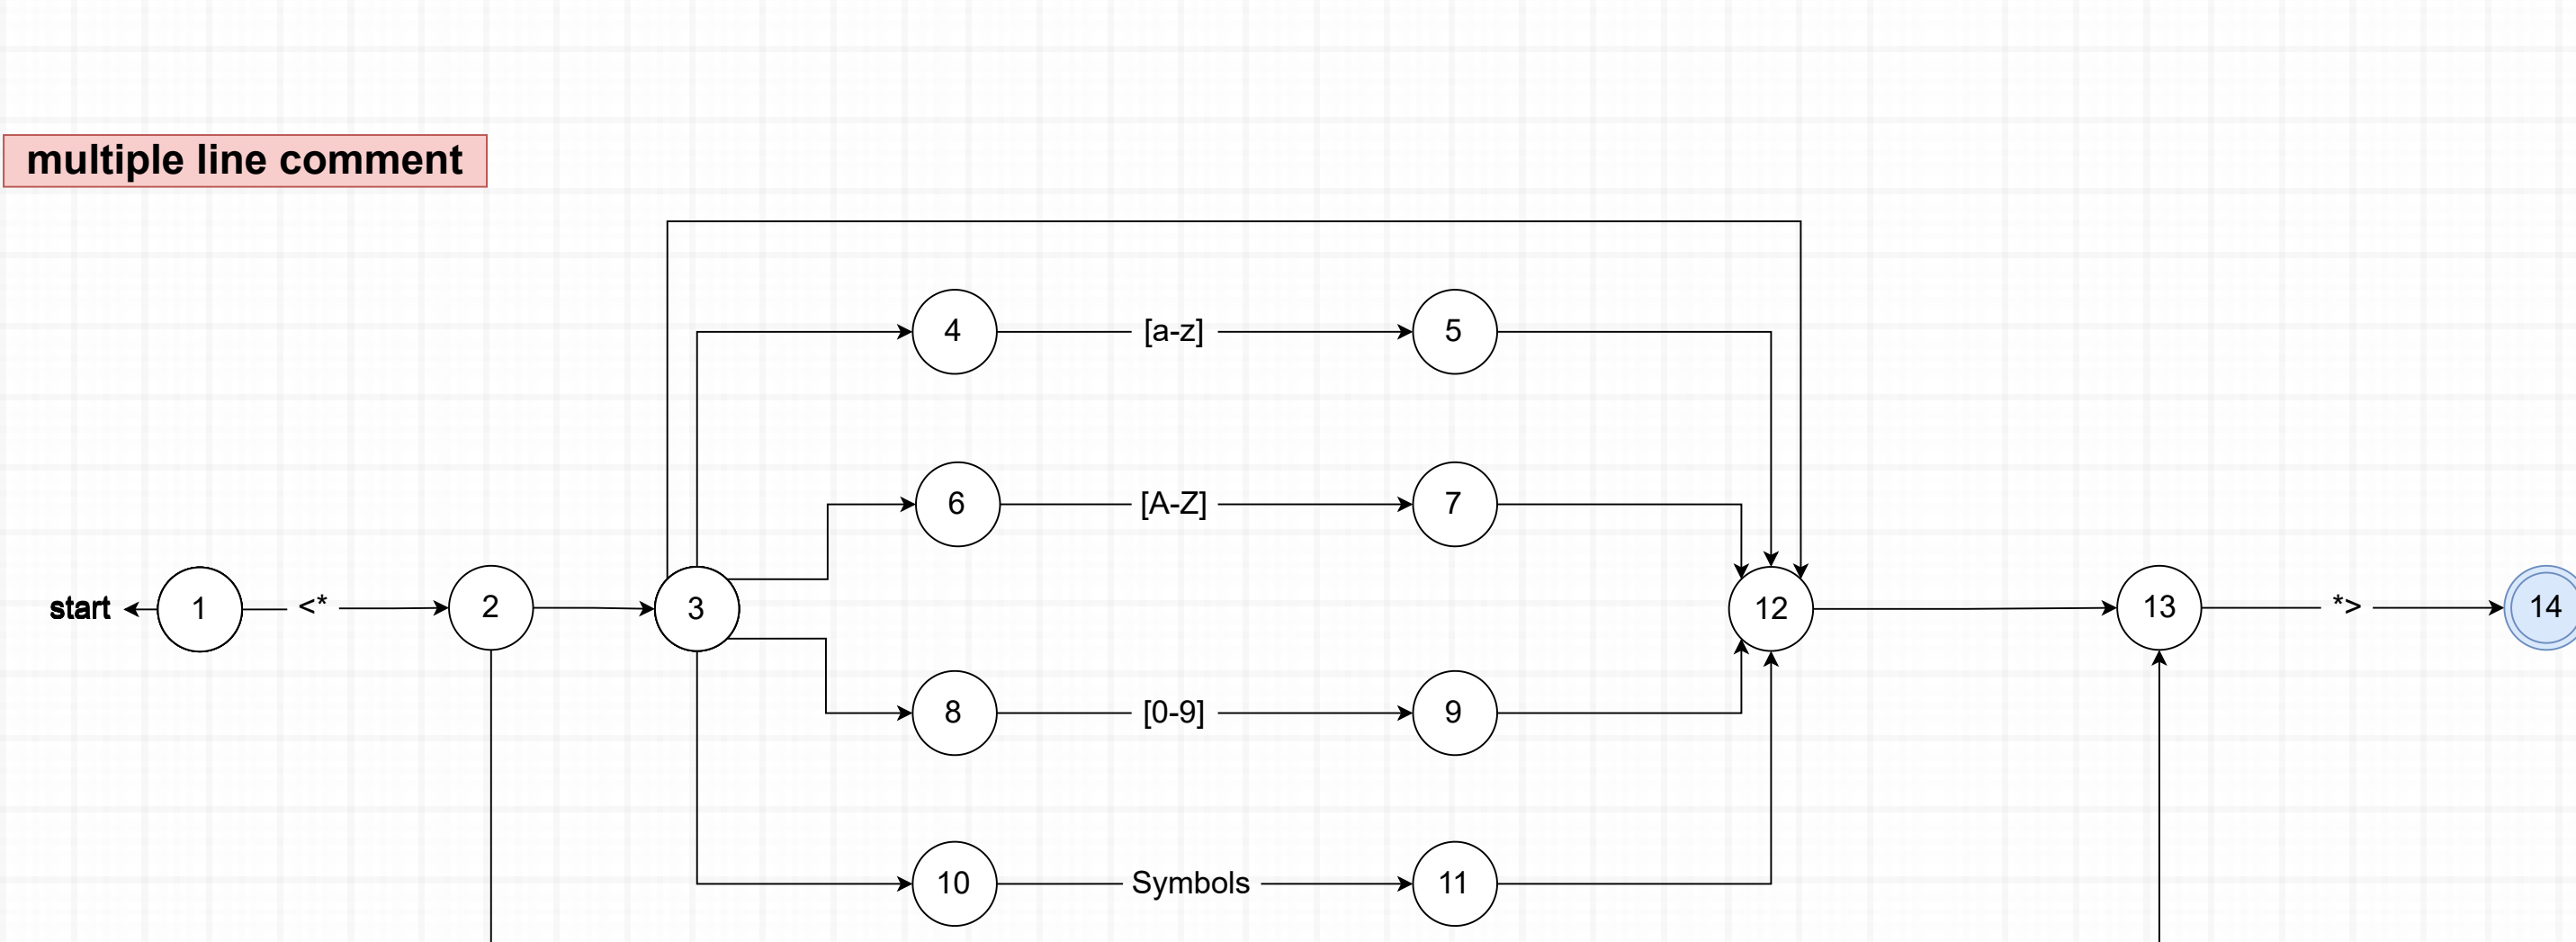 multiple line comment
4 [a-z] 5
6 [A-Z] 7
start 1 <* 2 3 12 13 *> 14
8 [0-9] 9
10 Symbols 11